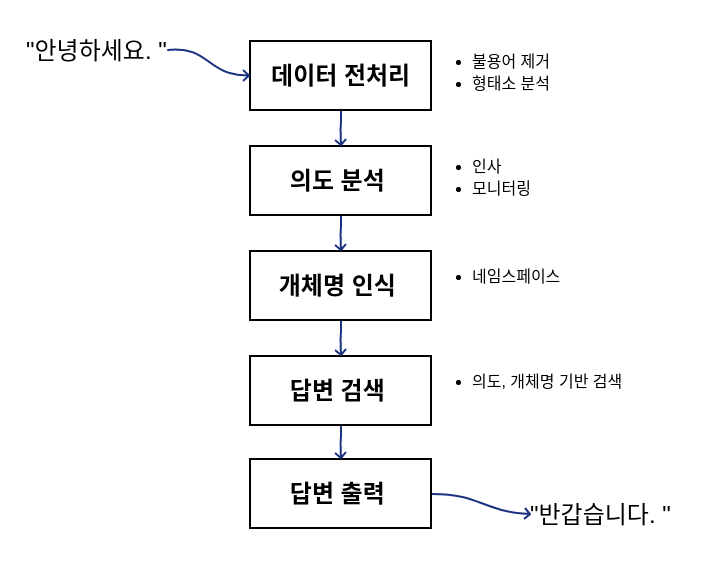 "안녕하세요. "
데이터 전처리
• 불용어 제거
• 형태소 분석
의도 분석
• 인사
• 모니터링
개체명 인식
• 네임스페이스
답변 검색
• 의도, 개체명 기반 검색
답변 출력
"반갑습니다. "